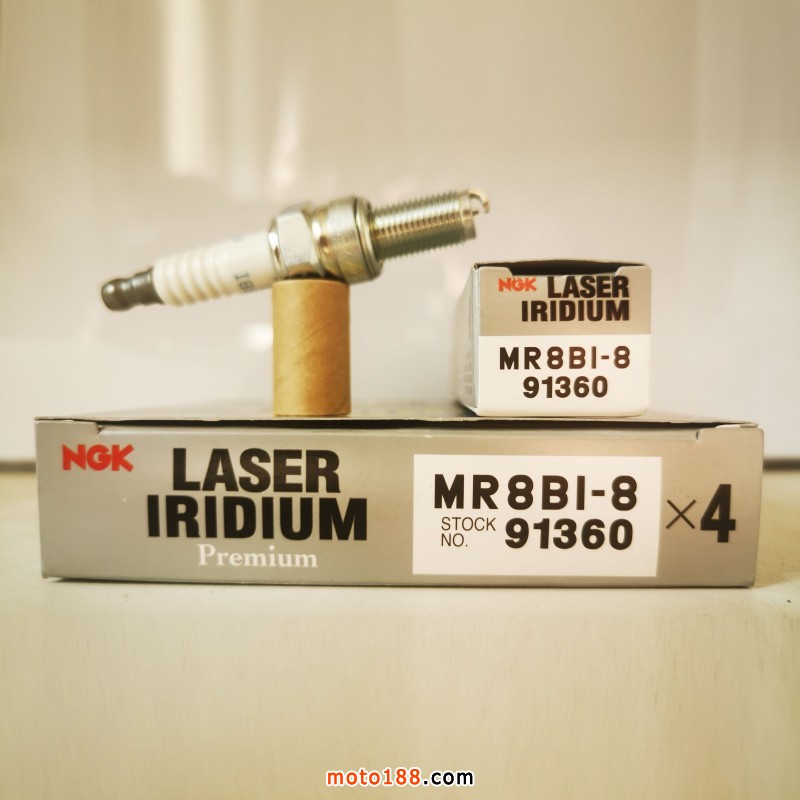 NGK LASER
IRIDIUM
MR8BI-8
91360
NGK
LASER
IRIDIUM
Premium
MR8BI-8
STOCK
NO. 91360
×4
moto188.com